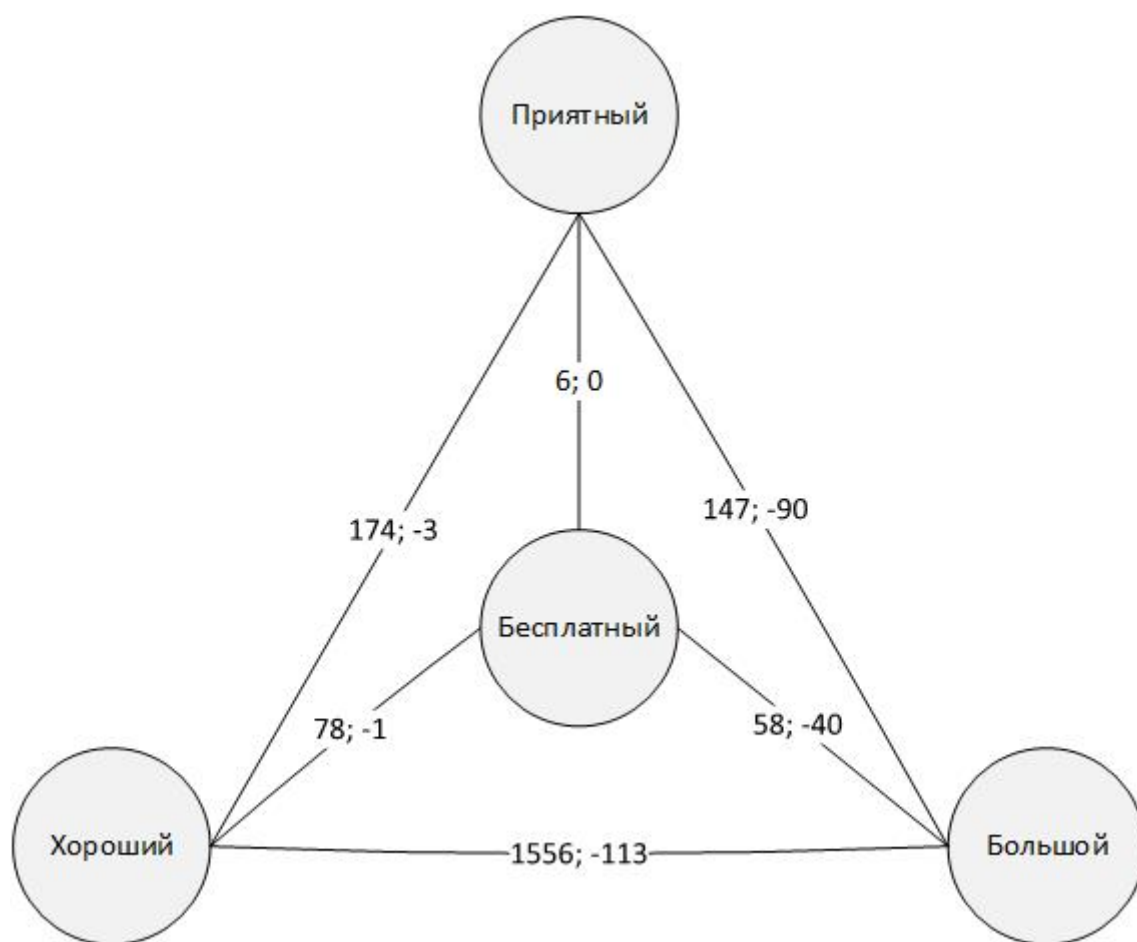 Приятный
6; 0
174; -3
147; -90
Бесплатный
78; -1
58; -40
Хороший
1556; -113
Большой